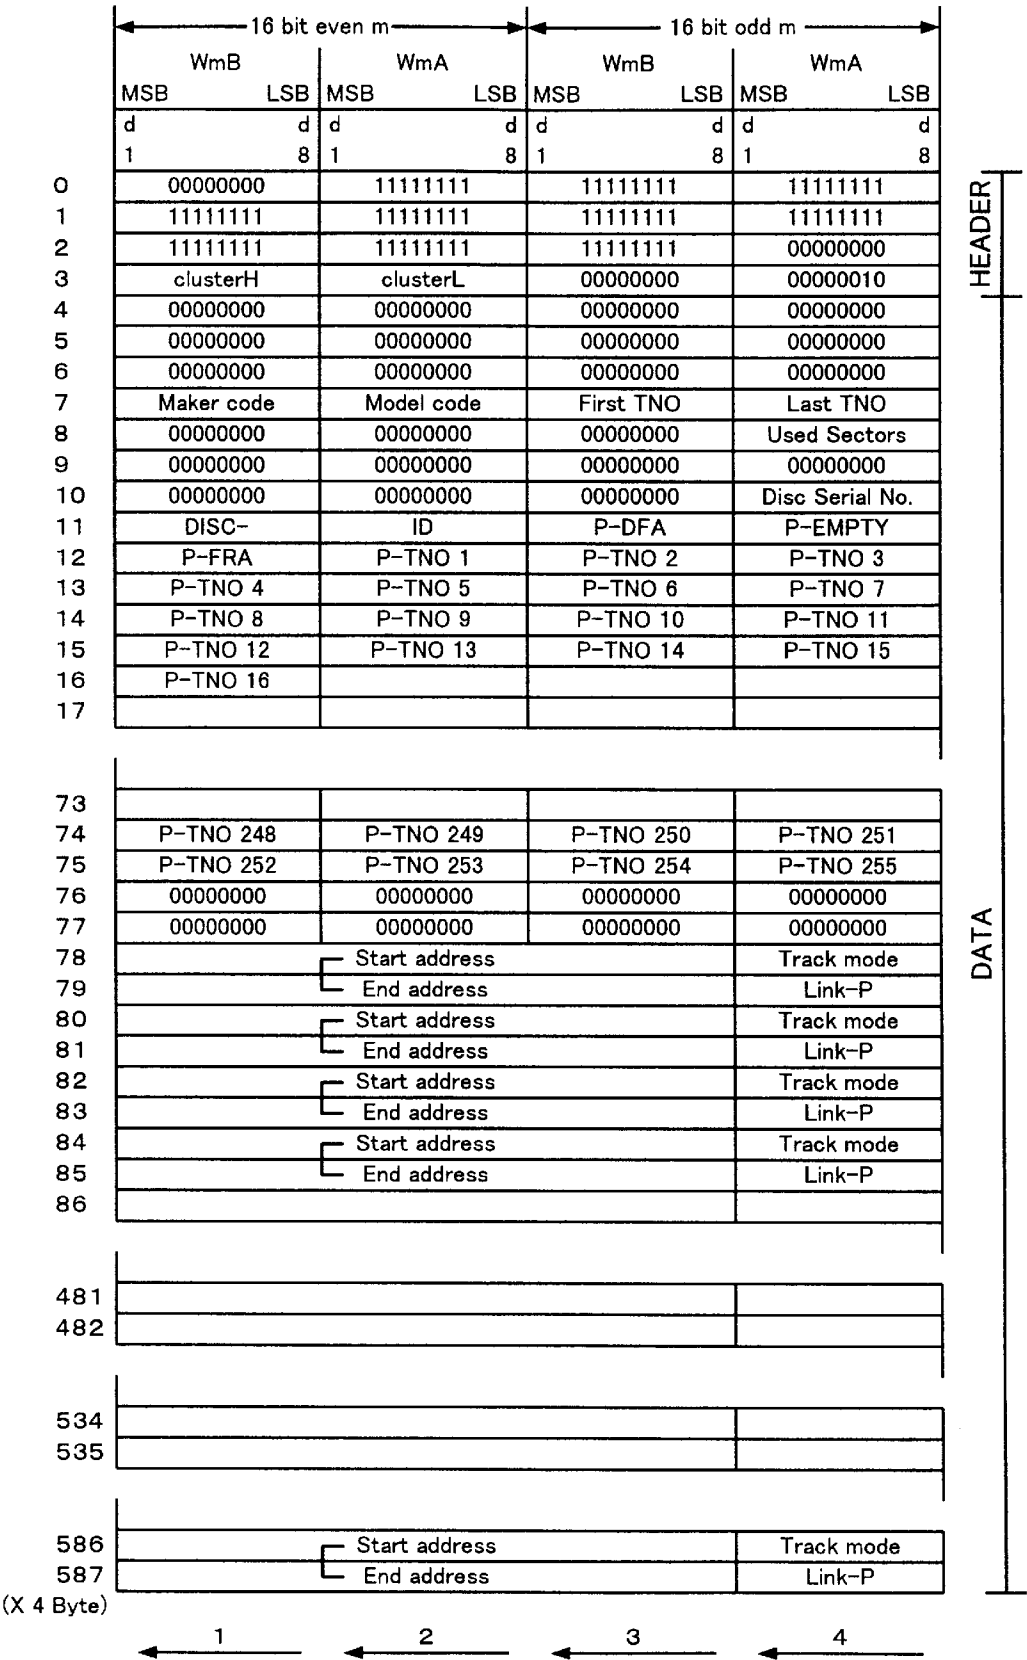 16 bit even m 16 bit odd m
WmB WmA WmB WmA
MSB LSB MSB LSB MSB LSB MSB LSB
d d d d d d d d
1 8 1 8 1 8 1 8
0 00000000 11111111 11111111 11111111
1 11111111 11111111 11111111 11111111
2 11111111 11111111 11111111 00000000
3 clusterH clusterL 00000000 00000010
HEADER
4 00000000 00000000 00000000 00000000
5 00000000 00000000 00000000 00000000
6 00000000 00000000 00000000 00000000
7 Maker code Model code First TNO Last TNO
8 00000000 00000000 00000000 Used Sectors
9 00000000 00000000 00000000 00000000
10 00000000 00000000 00000000 Disc Serial No.
11 DISC- ID P-DFA P-EMPTY
12 P-FRA P-TNO 1 P-TNO 2 P-TNO 3
13 P-TNO 4 P-TNO 5 P-TNO 6 P-TNO 7
14 P-TNO 8 P-TNO 9 P-TNO 10 P-TNO 11
15 P-TNO 12 P-TNO 13 P-TNO 14 P-TNO 15
16 P-TNO 16
17
73
74 P-TNO 248 P-TNO 249 P-TNO 250 P-TNO 251
75 P-TNO 252 P-TNO 253 P-TNO 254 P-TNO 255
76 00000000 00000000 00000000 00000000
77 00000000 00000000 00000000 00000000
DATA
78 Start address Track mode
79 End address Link-P
80 Start address Track mode
81 End address Link-P
82 Start address Track mode
83 End address Link-P
84 Start address Track mode
85 End address Link-P
86
481
482
534
535
586 Start address Track mode
587 End address Link-P
(X 4 Byte)
1 2 3 4